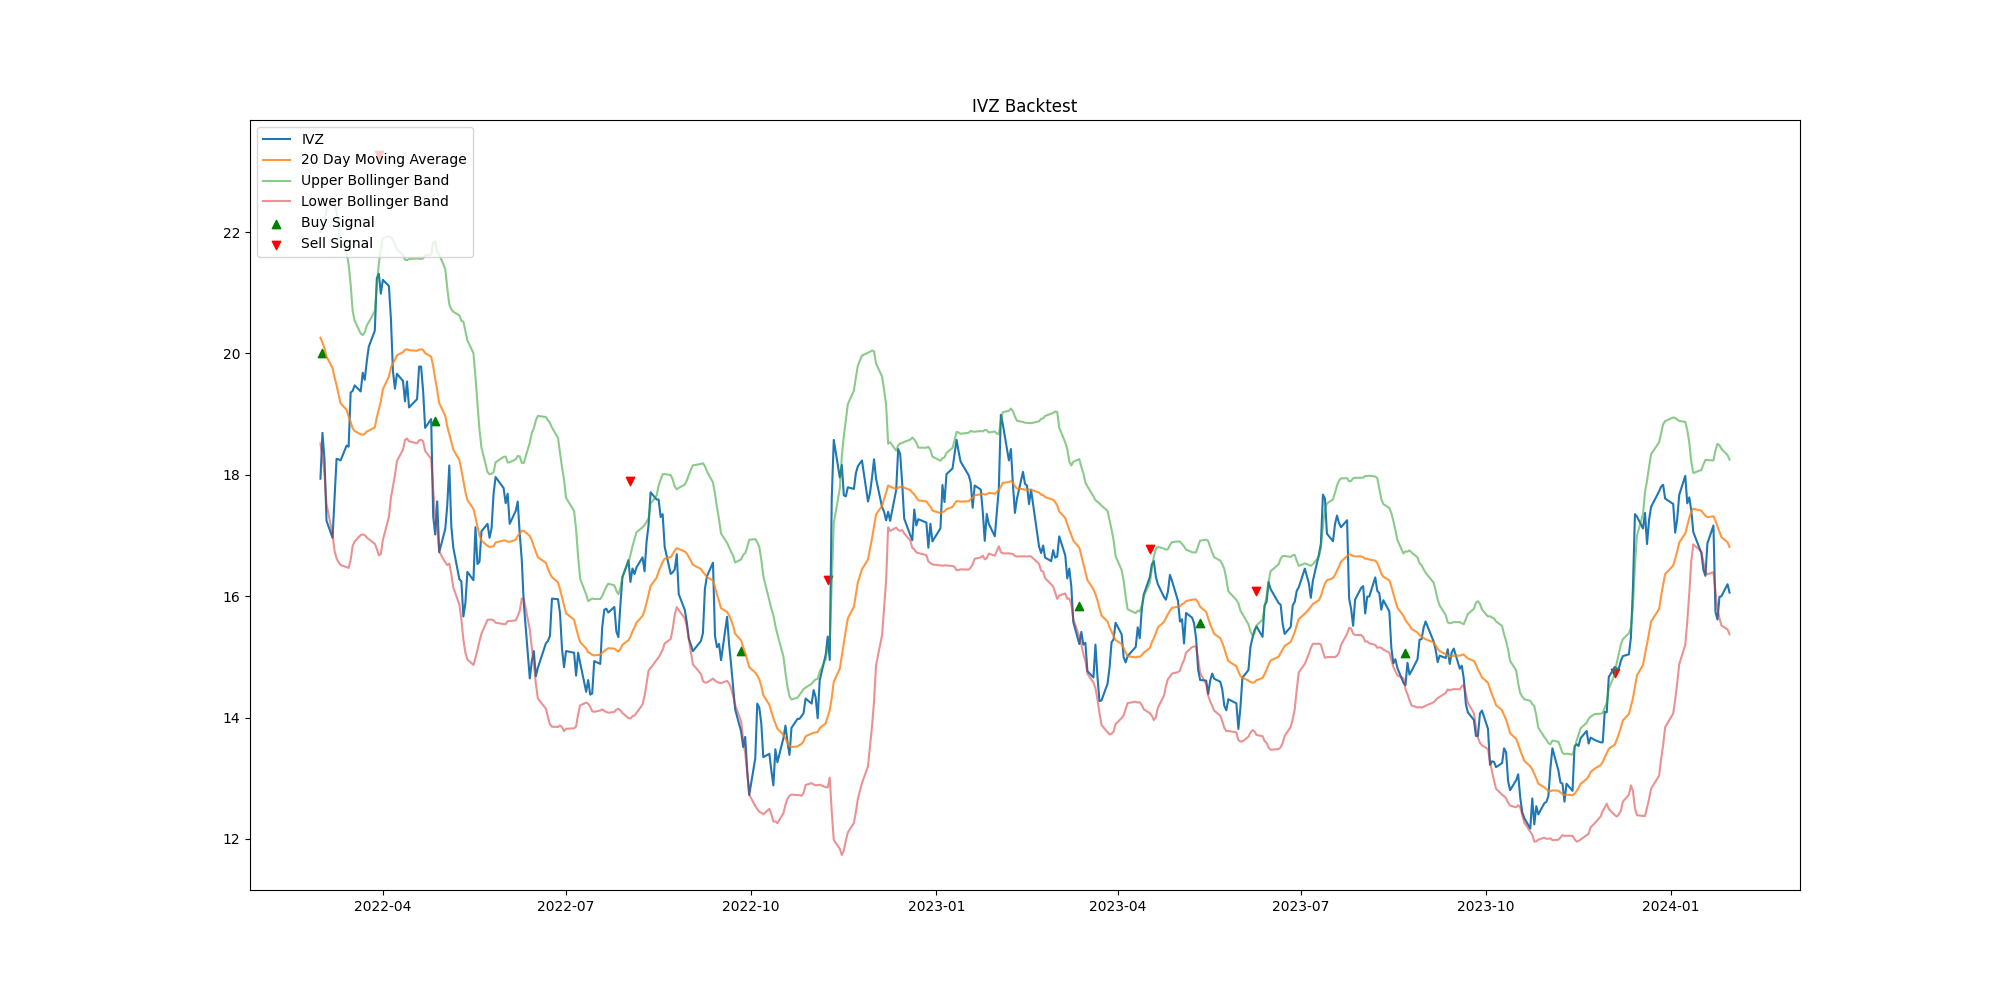 IVZ Backtest
IVZ
20 Day Moving Average
Upper Bollinger Band
Lower Bollinger Band
Buy Signal
Sell Signal
22
20
18
16
14
12
2022-04 2022-07 2022-10 2023-01 2023-04 2023-07 2023-10 2024-01